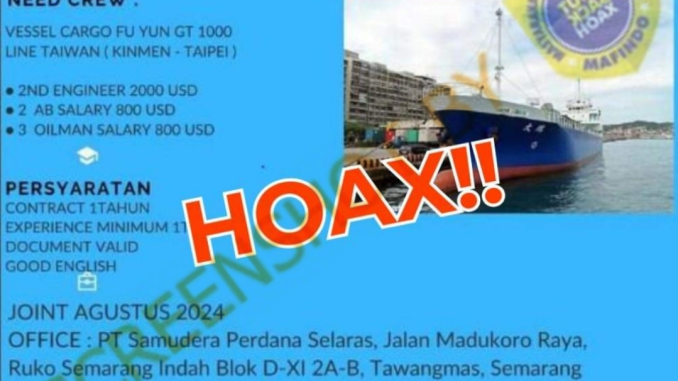 NEED CREW :
VESSEL CARGO FU YUN GT 1000
LINE TAIWAN ( KINMEN - TAIPEI )
• 2ND ENGINEER 2000 USD
• 2 AB SALARY 800 USD
• 3 OILMAN SALARY 800 USD
PERSYARATAN
CONTRACT 1TAHUN
EXPERIENCE MINIMUM 1T
DOCUMENT VALID
GOOD ENGLISH
JOINT AGUSTUS 2024
OFFICE : PT Samudera Perdana Selaras, Jalan Madukoro Raya,
Ruko Semarang Indah Blok D-XI 2A-B, Tawangmas, Semarang
HOAX!!
HOAX
MAFINDO